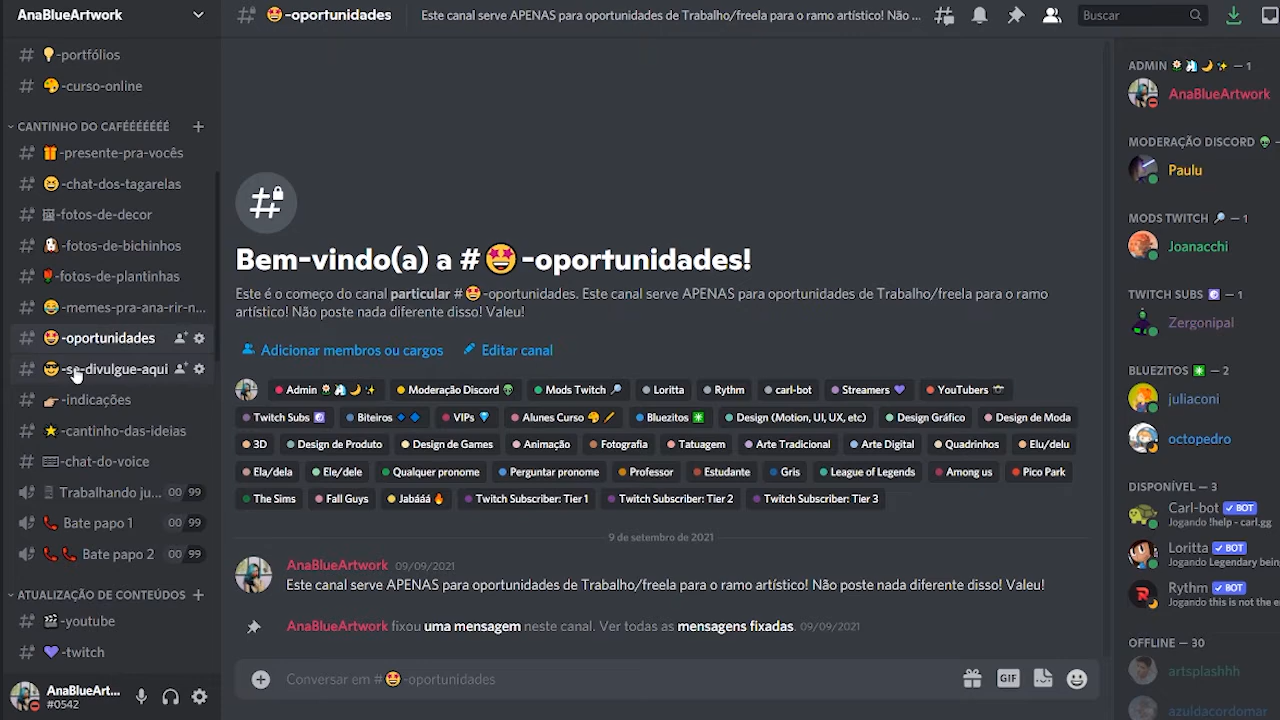 AnaBlueArtwork
-portfólios
-curso-online
CANTINHO DO CAFÉÉÉÉÉÉ
-presente-pra-vocês
-chat-dos-tagarelas
-fotos-de-decor
-fotos-de-bichinhos
-fotos-de-plantinhas
-memes-pra-ana-rir-n...
-oportunidades
-se-divulgue-aqui
-indicações
-cantinho-das-ideias
-chat-do-voice
Trabalhando ju... 00 99
Bate papo 1 00 99
Bate papo 2 00 99
ATUALIZAÇÃO DE CONTEÚDOS
-youtube
-twitch
AnaBlueArt...
#0542
# -oportunidades
Este canal serve APENAS para oportunidades de Trabalho/freela para o ramo artístico! Não ...
Buscar
Bem-vindo(a) a # -oportunidades!
Este é o começo do canal particular # -oportunidades. Este canal serve APENAS para oportunidades de Trabalho/freela para o ramo
artístico! Não poste nada diferente disso! Valeu!
Adicionar membros ou cargos Editar canal
Admin Moderação Discord Mods Twitch Loritta Rythm carl-bot Streamers YouTubers
Twitch Subs Biteiros VIPs Alunes Curso Bluezitos Design (Motion, UI, UX, etc) Design Gráfico Design de Moda
3D Design de Produto Design de Games Animação Fotografia Tatuagem Arte Tradicional Arte Digital Quadrinhos Elu/delu
Ela/dela Ele/dele Qualquer pronome Perguntar pronome Professor Estudante Gris League of Legends Among us Pico Park
The Sims Fall Guys Jabááá Twitch Subscriber: Tier 1 Twitch Subscriber: Tier 2 Twitch Subscriber: Tier 3
9 de setembro de 2021
AnaBlueArtwork 09/09/2021
Este canal serve APENAS para oportunidades de Trabalho/freela para o ramo artístico! Não poste nada diferente disso! Valeu!
AnaBlueArtwork fixou uma mensagem neste canal. Ver todas as mensagens fixadas. 09/09/2021
Conversar em # -oportunidades
GIF
ADMIN — 1
AnaBlueArtwork
MODERAÇÃO DISCORD —
Paulu
MODS TWITCH — 1
Joanacchi
TWITCH SUBS — 1
Zergonipal
BLUEZITOS — 2
juliaconi
octopedro
DISPONÍVEL — 3
Carl-bot BOT
Jogando !help - carl.gg
Loritta BOT
Jogando Legendary bein
Rythm BOT
Jogando this is not the e
OFFLINE — 30
artsplashhh
azuldacordomar